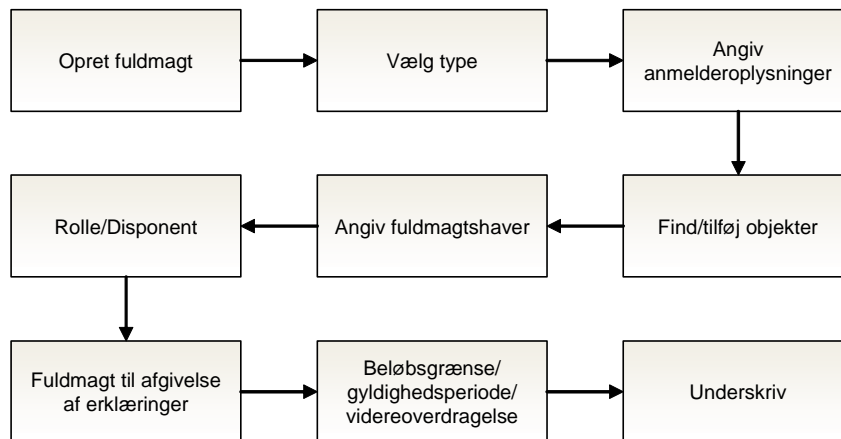 Opret fuldmagt
Vælg type
Angiv
anmelderoplysninger
Find/tilføj objekter
Angiv fuldmagtshaver
Rolle/Disponent
Fuldmagt til afgivelse
af erklæringer
Beløbsgrænse/
gyldighedsperiode/
videreoverdragelse
Underskriv